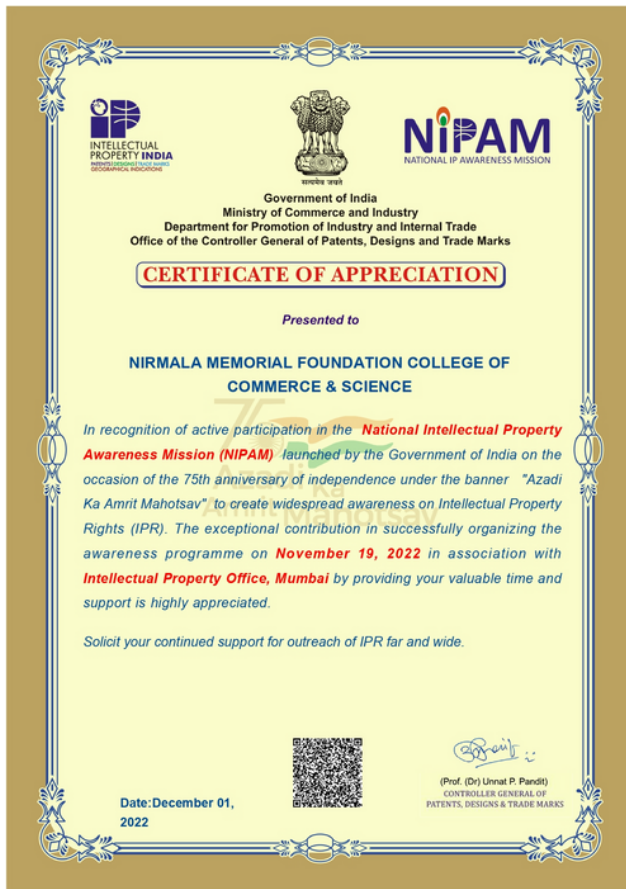 INTELLECTUAL
PROPERTY INDIA
PATENTS | DESIGNS | TRADE MARKS
GEOGRAPHICAL INDICATIONS
सत्यमेव जयते
NiPAM
NATIONAL IP AWARENESS MISSION
Government of India
Ministry of Commerce and Industry
Department for Promotion of Industry and Internal Trade
Office of the Controller General of Patents, Designs and Trade Marks
CERTIFICATE OF APPRECIATION
Presented to
NIRMALA MEMORIAL FOUNDATION COLLEGE OF
COMMERCE & SCIENCE
In recognition of active participation in the National Intellectual Property
Awareness Mission (NIPAM) launched by the Government of India on the
occasion of the 75th anniversary of independence under the banner "Azadi
Ka Amrit Mahotsav" to create widespread awareness on Intellectual Property
Rights (IPR). The exceptional contribution in successfully organizing the
awareness programme on November 19, 2022 in association with
Intellectual Property Office, Mumbai by providing your valuable time and
support is highly appreciated.
75
Azadi Ka
Amrit Mahotsav
Solicit your continued support for outreach of IPR far and wide.
(Prof. (Dr) Unnat P. Pandit)
CONTROLLER GENERAL OF
PATENTS, DESIGNS & TRADE MARKS
Date:December 01,
2022